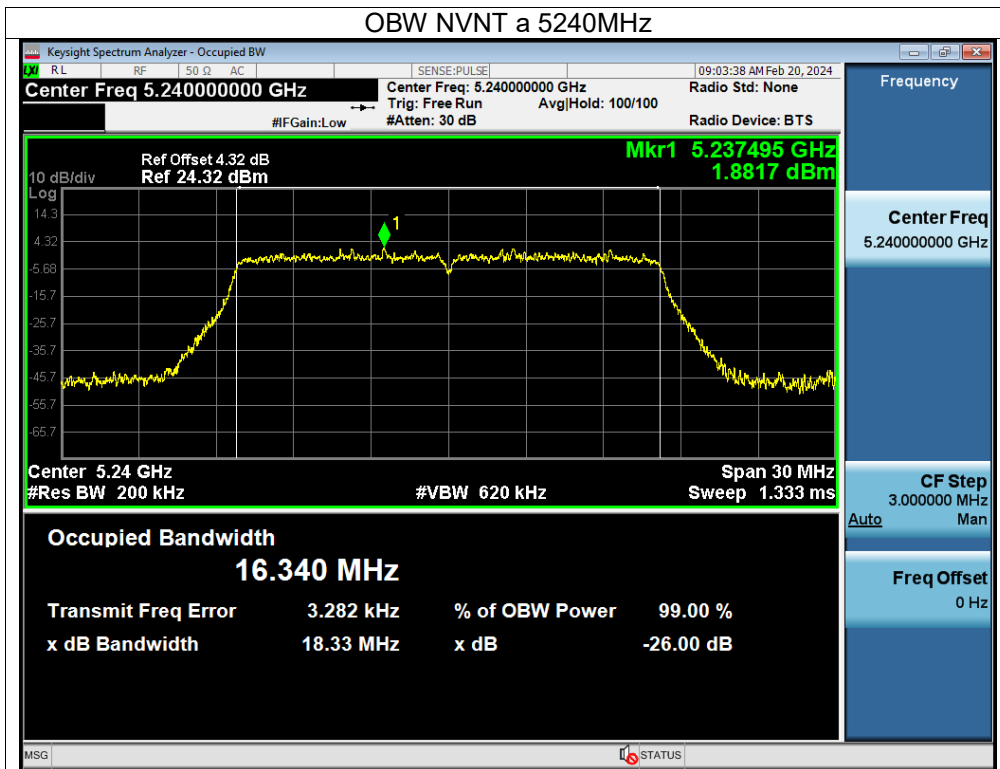 OBW NVNT a 5240MHz
Keysight Spectrum Analyzer - Occupied BW
LXI RL RF 50 Ω AC SENSE:PULSE 09:03:38 AM Feb 20, 2024
Center Freq 5.240000000 GHz
Center Freq: 5.240000000 GHz Radio Std: None
Trig: Free Run Avg|Hold: 100/100
#IFGain:Low #Atten: 30 dB Radio Device: BTS
Frequency
Mkr1 5.237495 GHz
1.8817 dBm
Ref Offset 4.32 dB
10 dB/div Ref 24.32 dBm
Log
14.3
4.32
-5.68
-15.7
-25.7
-35.7
-45.7
-55.7
-65.7
1
Center 5.24 GHz Span 30 MHz
#Res BW 200 kHz #VBW 620 kHz Sweep 1.333 ms
Center Freq
5.240000000 GHz
CF Step
3.000000 MHz
Auto Man
Freq Offset
0 Hz
Occupied Bandwidth
16.340 MHz
Transmit Freq Error 3.282 kHz % of OBW Power 99.00 %
x dB Bandwidth 18.33 MHz x dB -26.00 dB
MSG STATUS